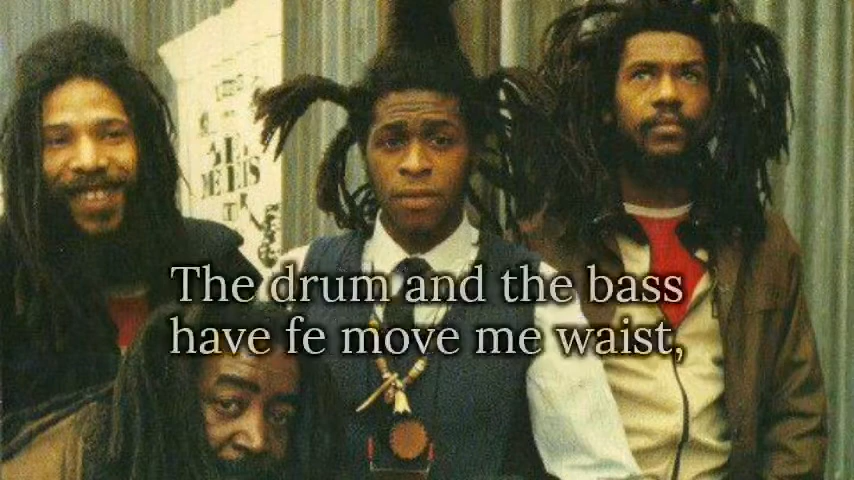 The drum and the bass
have fe move me waist,